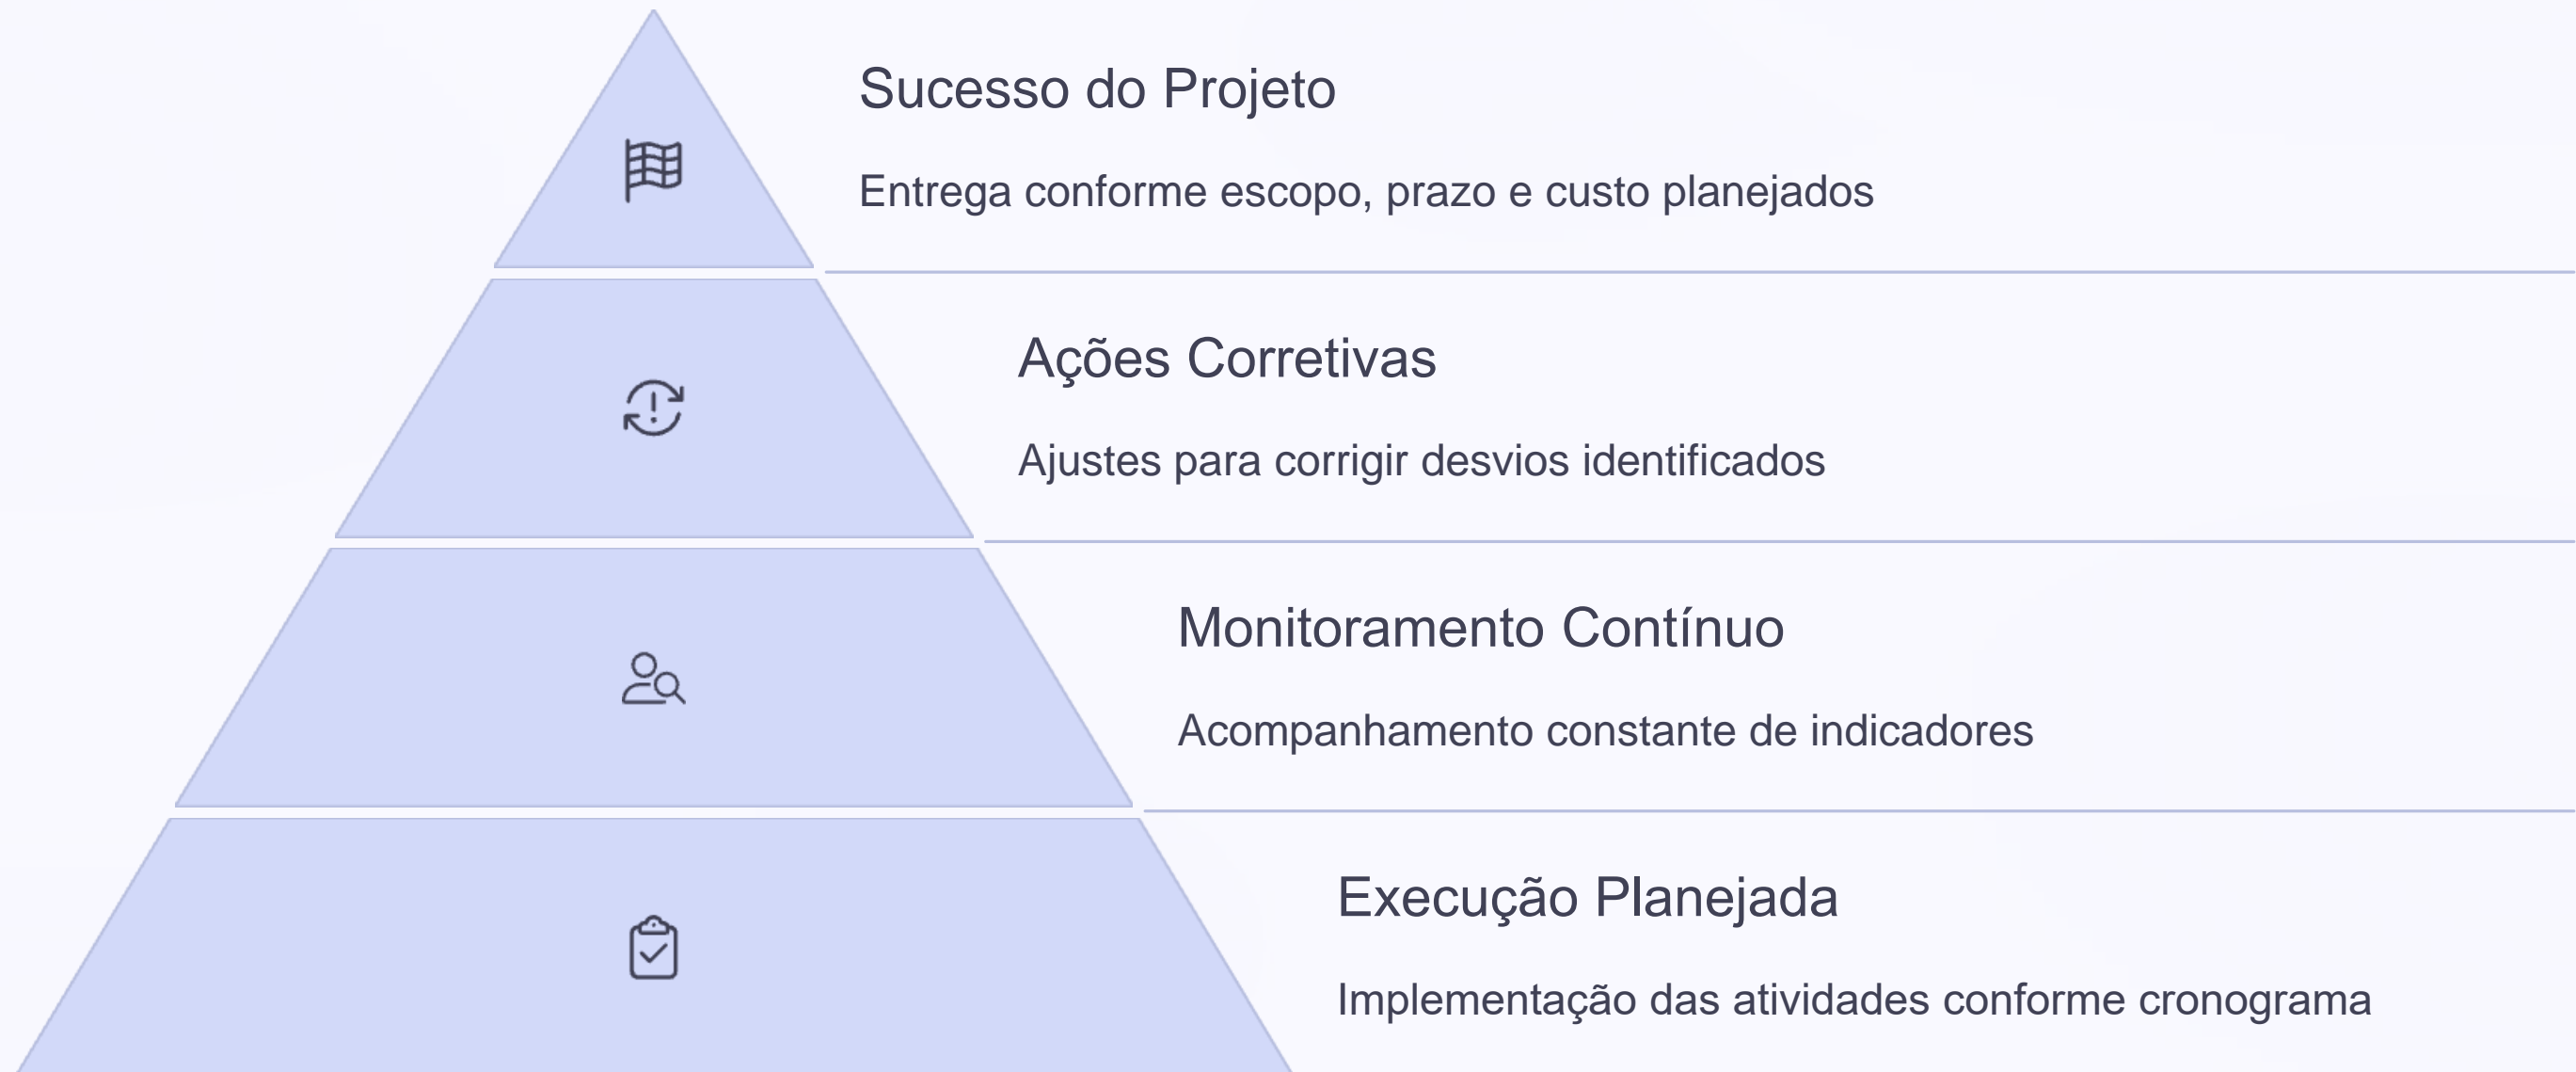 Sucesso do Projeto
Entrega conforme escopo, prazo e custo planejados
Ações Corretivas
Ajustes para corrigir desvios identificados
Monitoramento Contínuo
Acompanhamento constante de indicadores
Execução Planejada
Implementação das atividades conforme cronograma